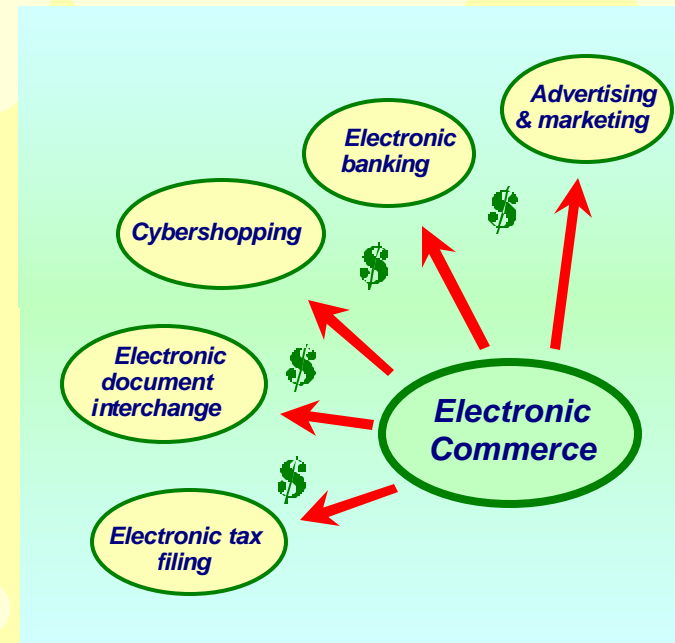 Advertising
& marketing
Electronic
banking
Cybershopping
$
$
Electronic
document
interchange
$
Electronic
Commerce
$
Electronic tax
filing